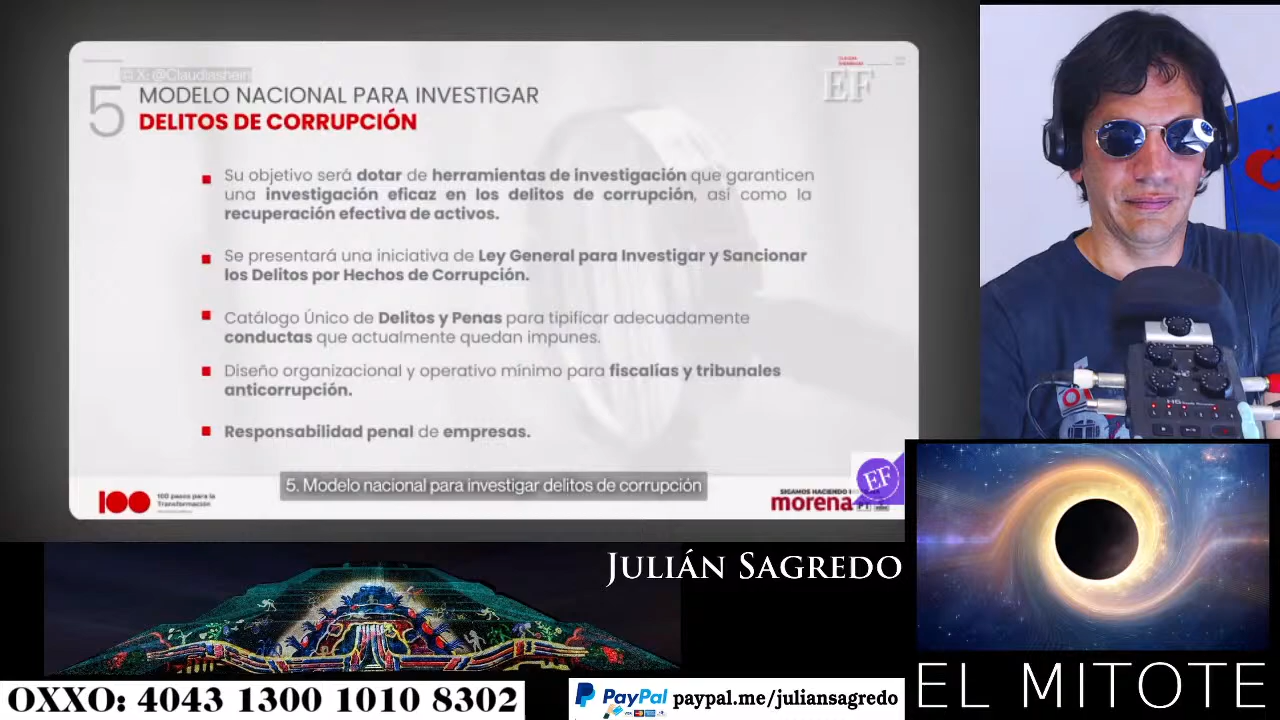 X: @Claudiashein
5
MODELO NACIONAL PARA INVESTIGAR
DELITOS DE CORRUPCIÓN
CLAUDIA
SHEINBAUM
EF
Su objetivo será dotar de herramientas de investigación que garanticen
una investigación eficaz en los delitos de corrupción, así como la
recuperación efectiva de activos.
Se presentará una iniciativa de Ley General para Investigar y Sancionar
los Delitos por Hechos de Corrupción.
Catálogo Único de Delitos y Penas para tipificar adecuadamente
conductas que actualmente quedan impunes.
Diseño organizacional y operativo mínimo para fiscalías y tribunales
anticorrupción.
Responsabilidad penal de empresas.
100
100 pasos para la
Transformación
5. Modelo nacional para investigar delitos de corrupción
SIGAMOS HACIENDO
morena
EF
H6
JULIÁN SAGREDO
OXXO: 4043 1300 1010 8302
PayPal
paypal.me/juliansagredo
EL MITOTE